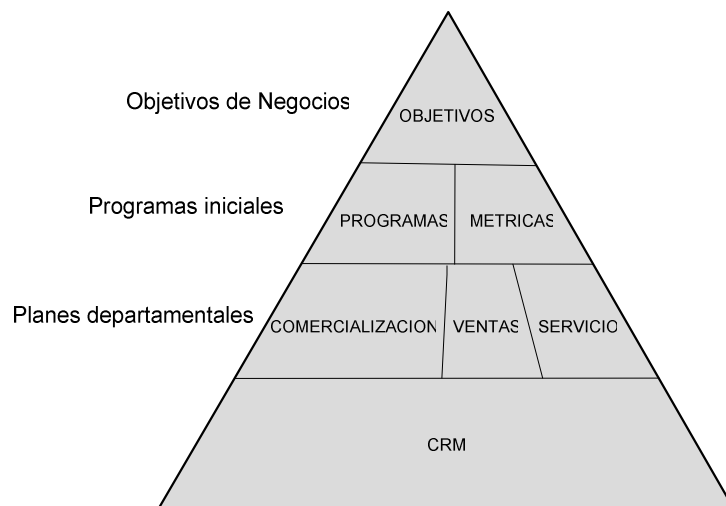 Objetivos de Negocios
OBJETIVOS
Programas iniciales
PROGRAMAS
METRICAS
Planes departamentales
COMERCIALIZACION
VENTAS
SERVICIO
CRM